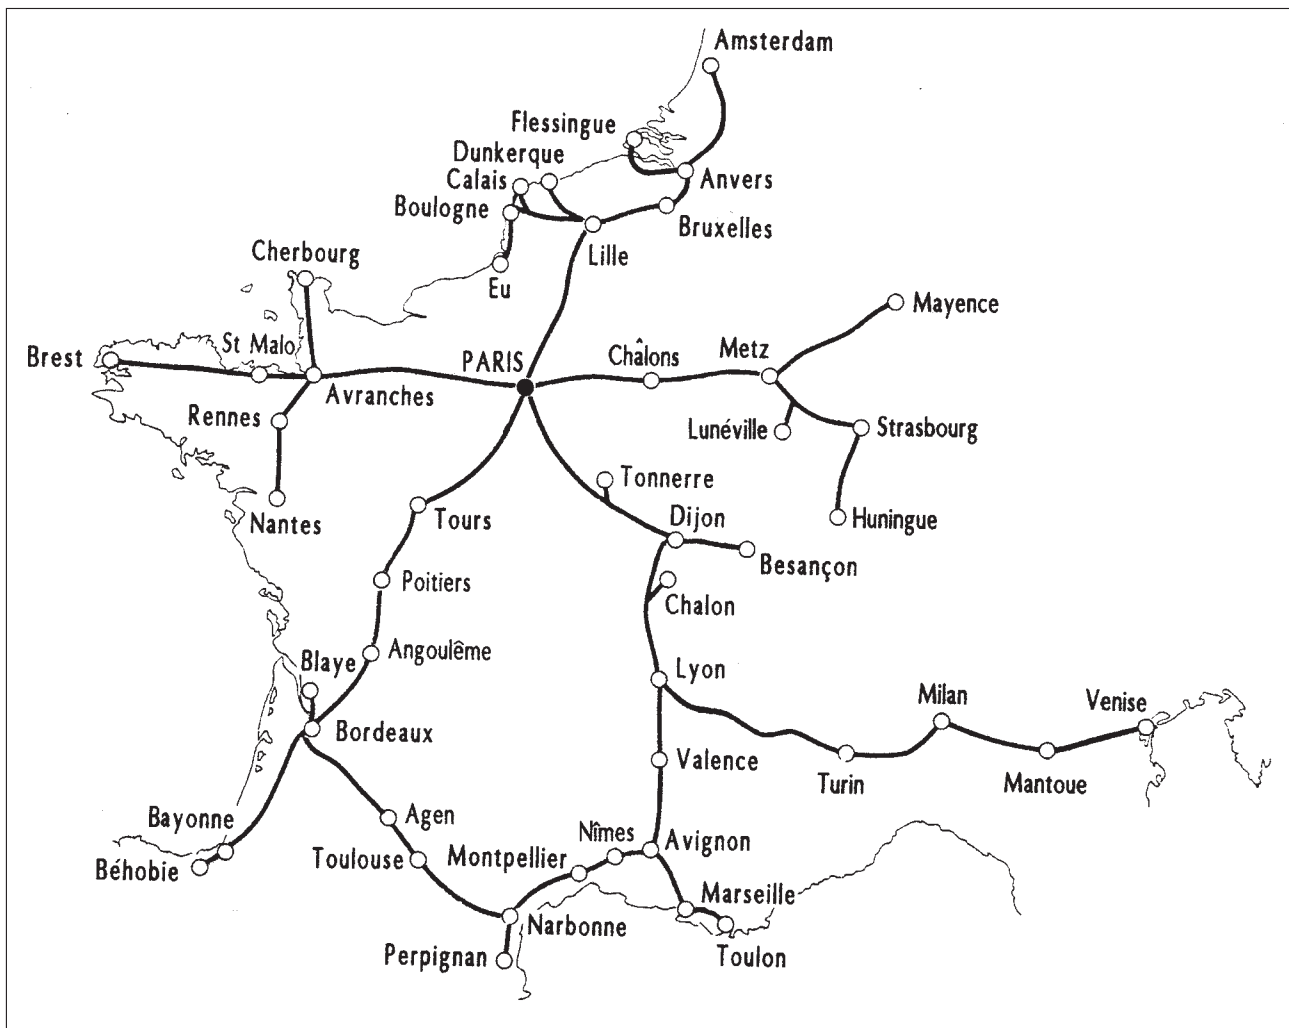 Amsterdam
Flessingue
Dunkerque
Calais
Anvers
Boulogne
Bruxelles
Lille
Cherbourg
Eu
Mayence
St Malo
Brest
PARIS
Châlons
Metz
Avranches
Rennes
Lunéville
Strasbourg
Tonnerre
Nantes
Tours
Dijon
Huningue
Besançon
Poitiers
Chalon
Angoulême
Blaye
Lyon
Milan
Venise
Bordeaux
Valence
Turin
Mantoue
Bayonne
Agen
Nîmes
Avignon
Béhobie
Toulouse
Montpellier
Marseille
Narbonne
Perpignan
Toulon